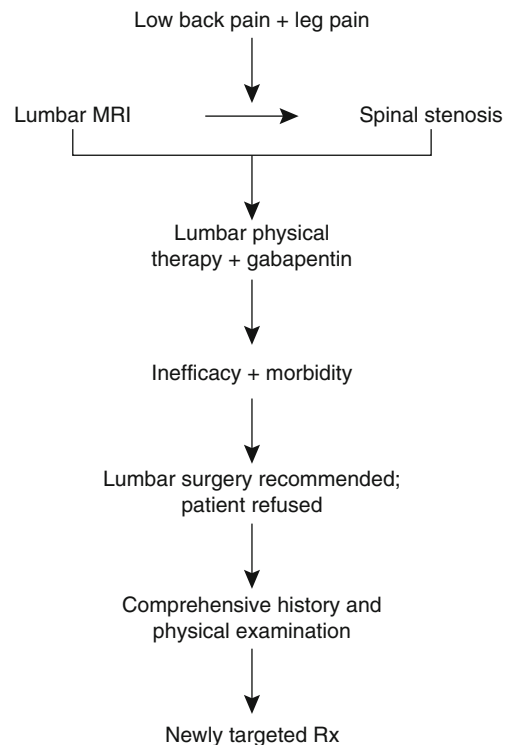 Low back pain + leg pain
Lumbar MRI
Spinal stenosis
Lumbar physical
therapy + gabapentin
Inefficacy + morbidity
Lumbar surgery recommended;
patient refused
Comprehensive history and
physical examination
Newly targeted Rx